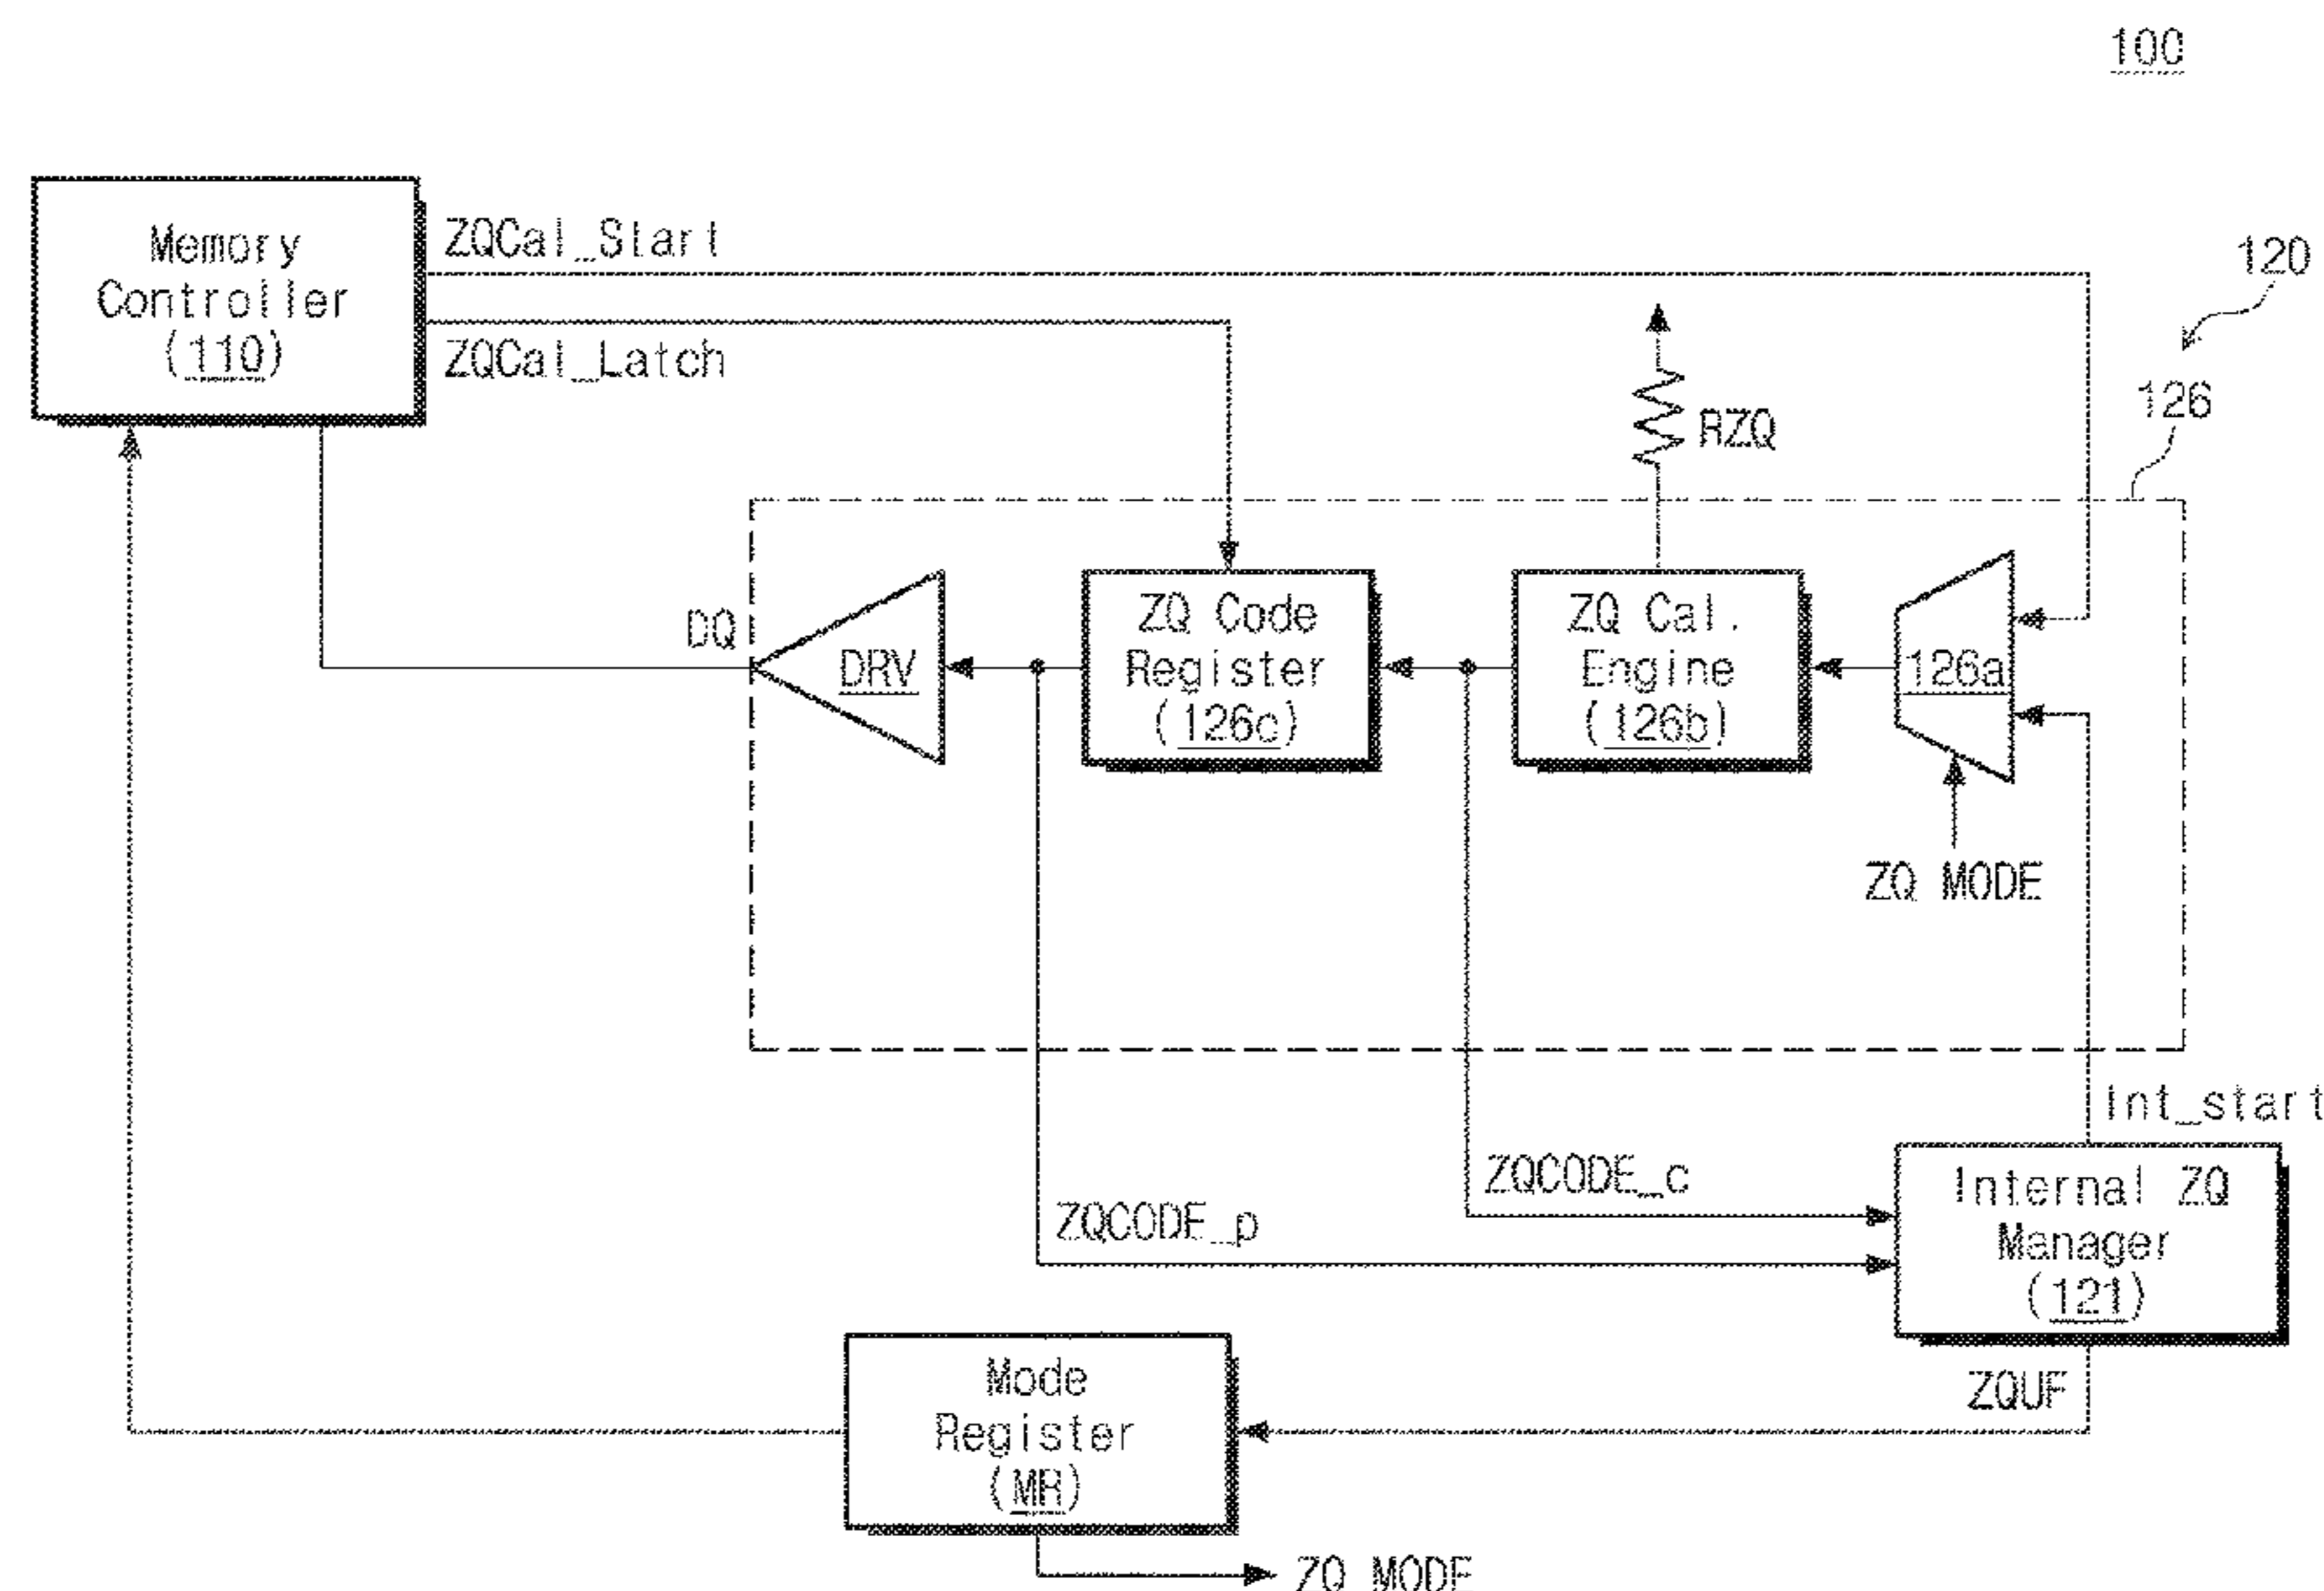 100
Memory
Controller
(110)
ZQCal_Start
ZQCal_Latch
120
126
RZQ
DQ
DRV
ZQ Code
Register
(126c)
ZQ Cal.
Engine
(126b)
126a
ZQ MODE
Int_start
ZQCODE_c
ZQCODE_p
Internal ZQ
Manager
(121)
ZQUF
Mode
Register
(MR)
ZQ MODE